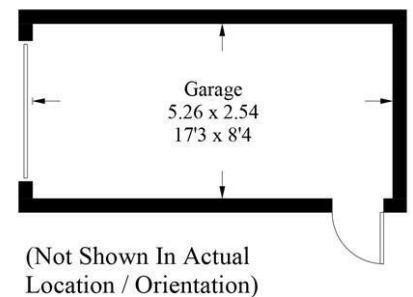 Garage
5.26 x 2.54
17'3 x 8'4
(Not Shown In Actual
Location / Orientation)